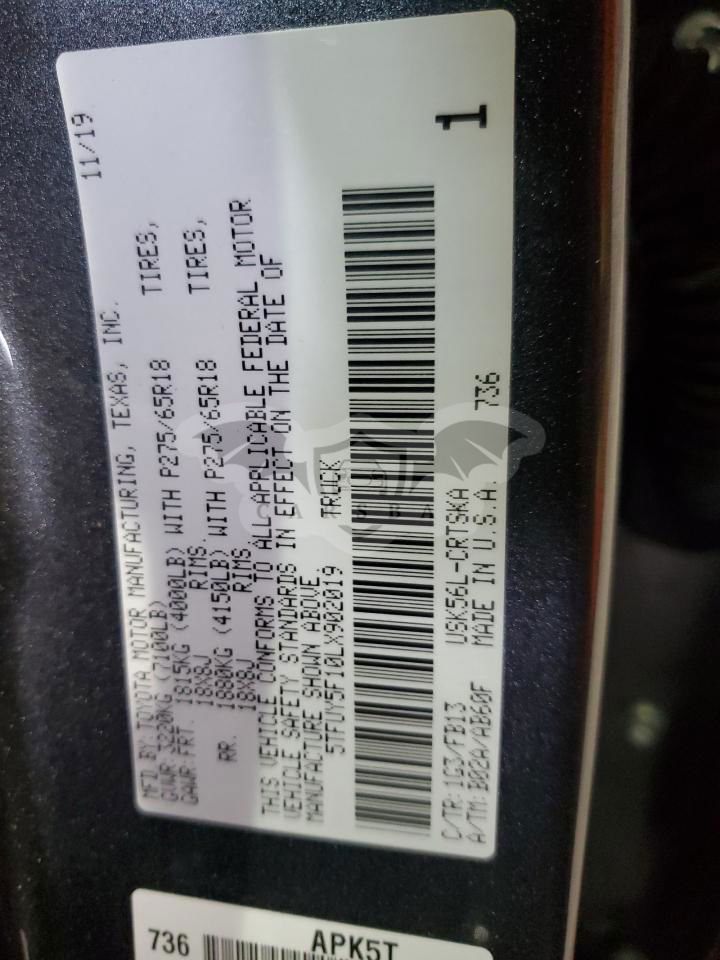 MFD BY: TOYOTA MOTOR MANUFACTURING, TEXAS, INC. 11/19
GVWR: 3220KG (7100LB)
GAWR: FRT. 1815KG (4000LB) WITH P275/65R18 TIRES,
18X8J RIMS.
RR. 1880KG (4150LB) WITH P275/65R18 TIRES,
18X8J RIMS.
THIS VEHICLE CONFORMS TO ALL APPLICABLE FEDERAL MOTOR
VEHICLE SAFETY STANDARDS IN EFFECT ON THE DATE OF
MANUFACTURE SHOWN ABOVE.
5TFUY5F10LX902019 TRUCK
C/TR: 1G3/FB13 USK56L-CRTSKA
A/TM: B02A/AB60F MADE IN U.S.A. 736
1
736 APK5T